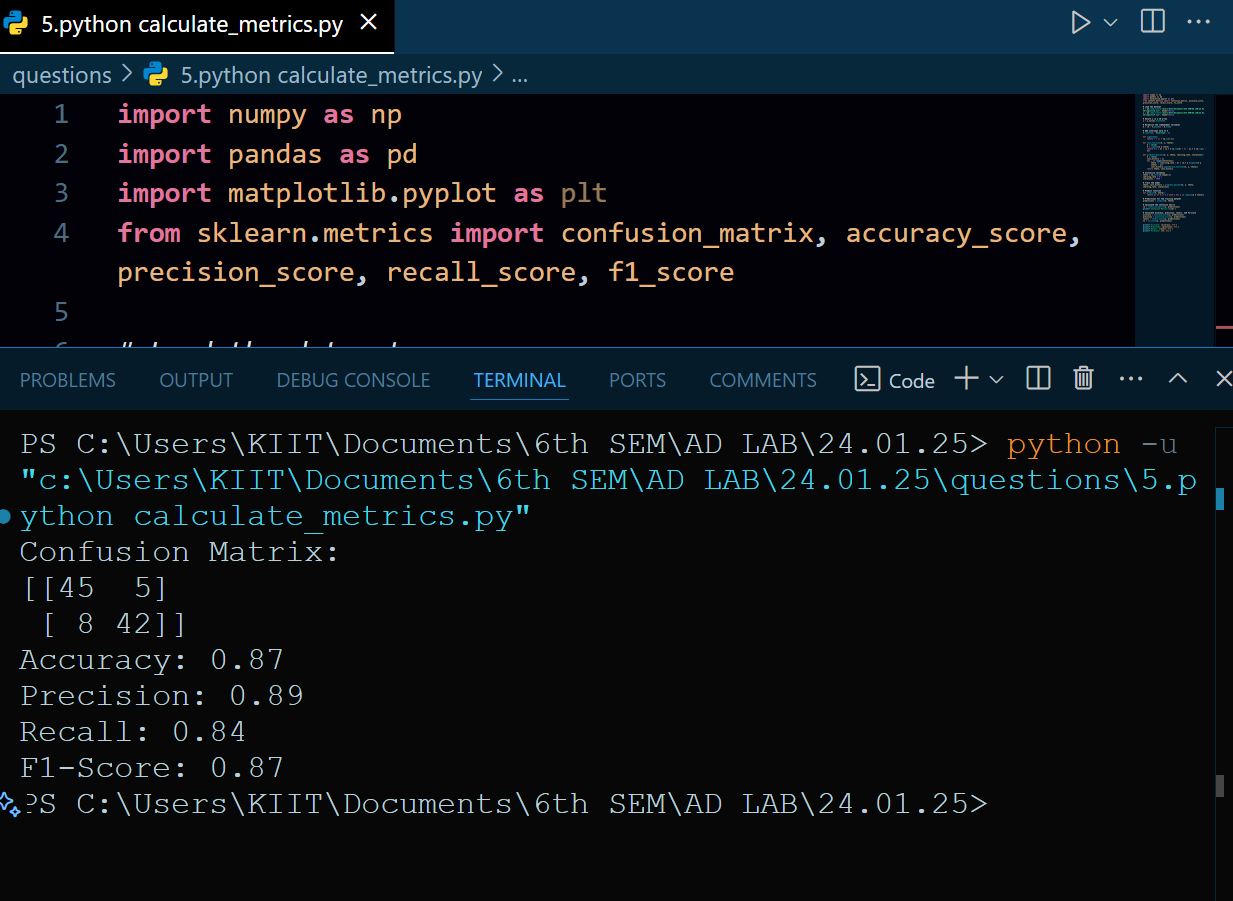 5.python calculate_metrics.py
questions > 5.python calculate_metrics.py > ...
1 import numpy as np
2 import pandas as pd
3 import matplotlib.pyplot as plt
4 from sklearn.metrics import confusion_matrix, accuracy_score,
precision_score, recall_score, f1_score
5
PROBLEMS OUTPUT DEBUG CONSOLE TERMINAL PORTS COMMENTS Code
PS C:\Users\KIIT\Documents\6th SEM\AD LAB\24.01.25> python -u
"c:\Users\KIIT\Documents\6th SEM\AD LAB\24.01.25\questions\5.p
ython calculate_metrics.py"
Confusion Matrix:
[[45  5]
 [ 8 42]]
Accuracy: 0.87
Precision: 0.89
Recall: 0.84
F1-Score: 0.87
PS C:\Users\KIIT\Documents\6th SEM\AD LAB\24.01.25>